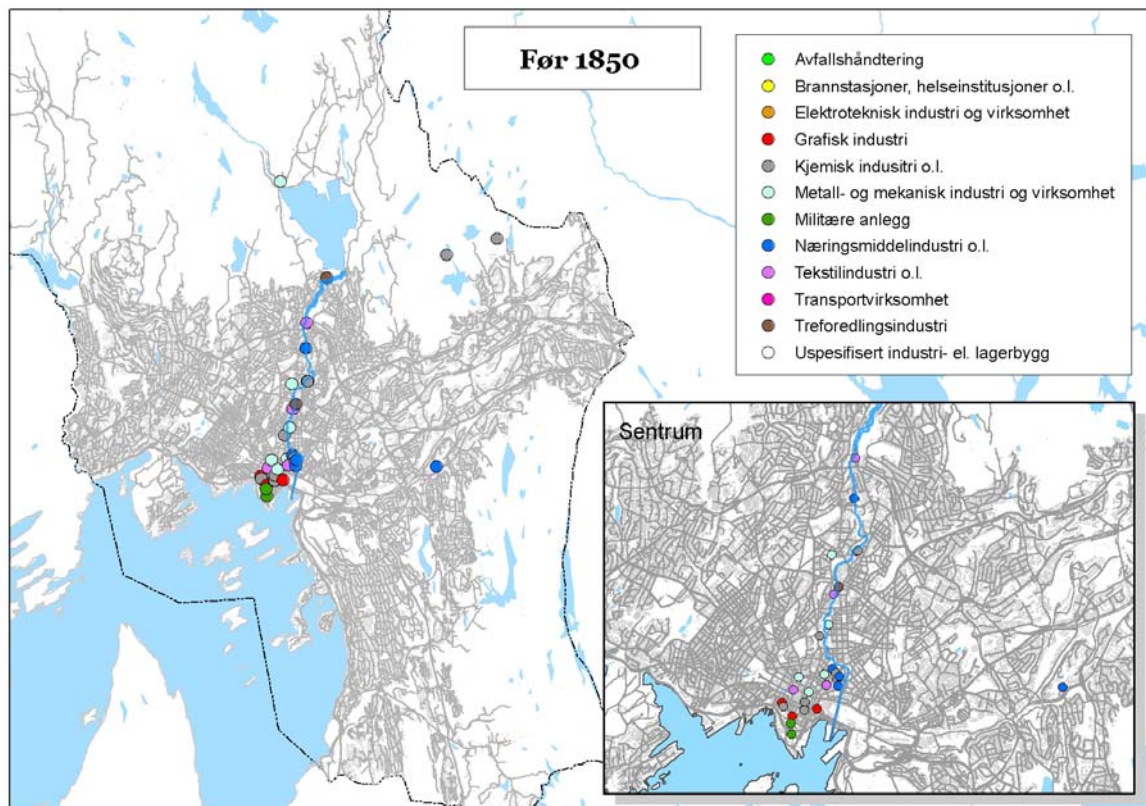 Før 1850
Avfallshåndtering
Brannstasjoner, helseinstitusjoner o.l.
Elektroteknisk industri og virksomhet
Grafisk industri
Kjemisk indusitri o.l.
Metall- og mekanisk industri og virksomhet
Militære anlegg
Næringsmiddelindustri o.l.
Tekstilindustri o.l.
Transportvirksomhet
Treforedlingsindustri
Uspesifisert industri- el. lagerbygg
Sentrum